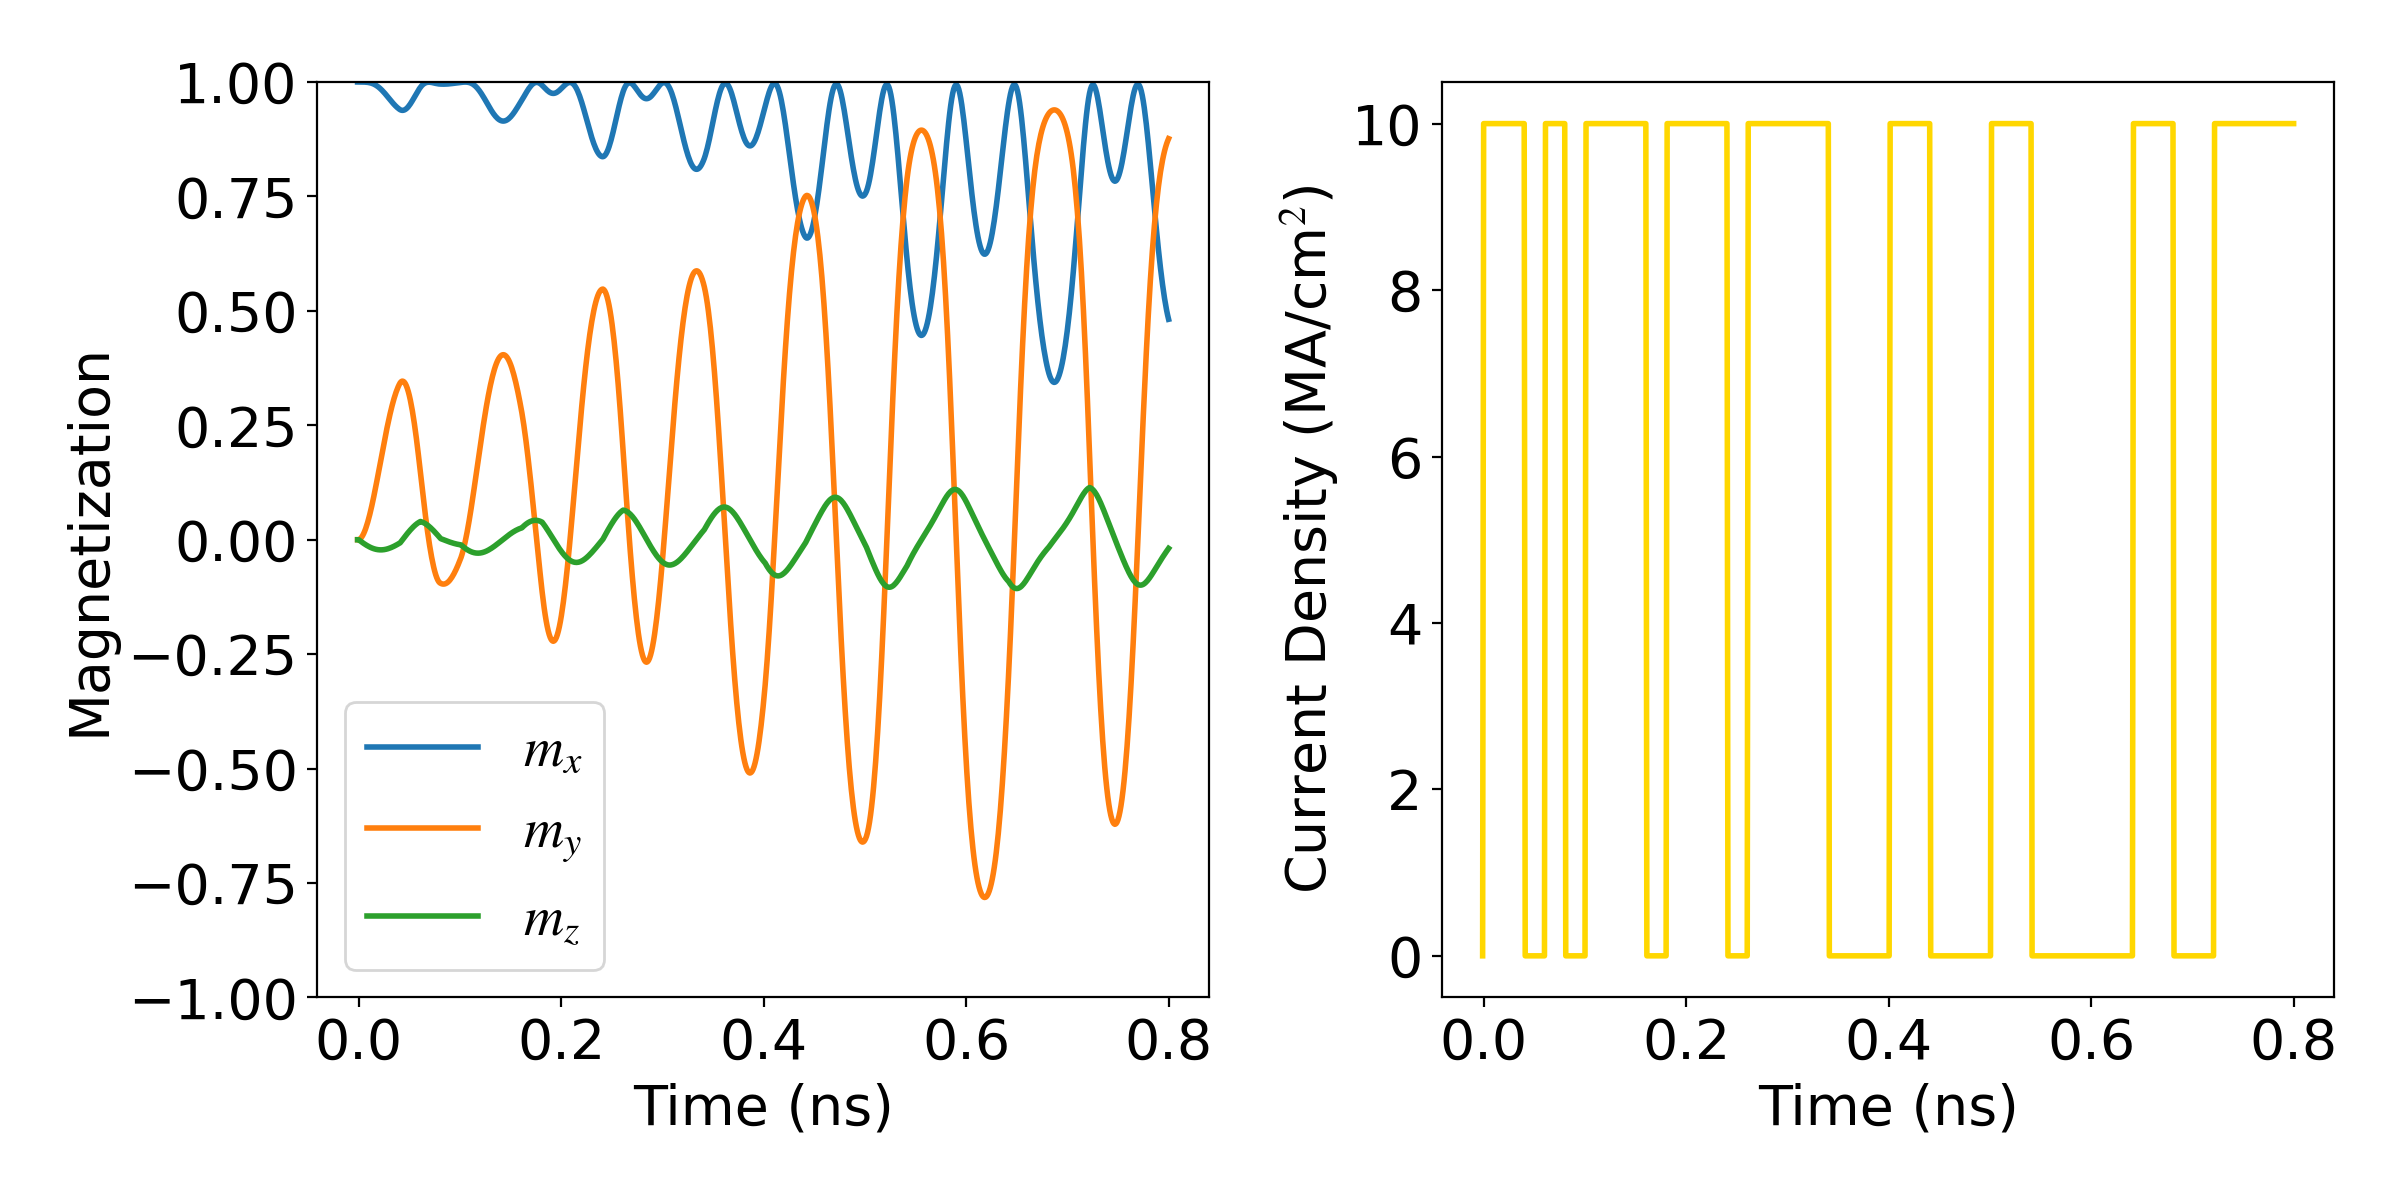 1.00
0.75
0.50
0.25
0.00
−0.25
−0.50
−0.75
−1.00
Magnetization
m_x
m_y
m_z
0.0 0.2 0.4 0.6 0.8
Time (ns)
10
8
6
4
2
0
Current Density (MA/cm²)
0.0 0.2 0.4 0.6 0.8
Time (ns)